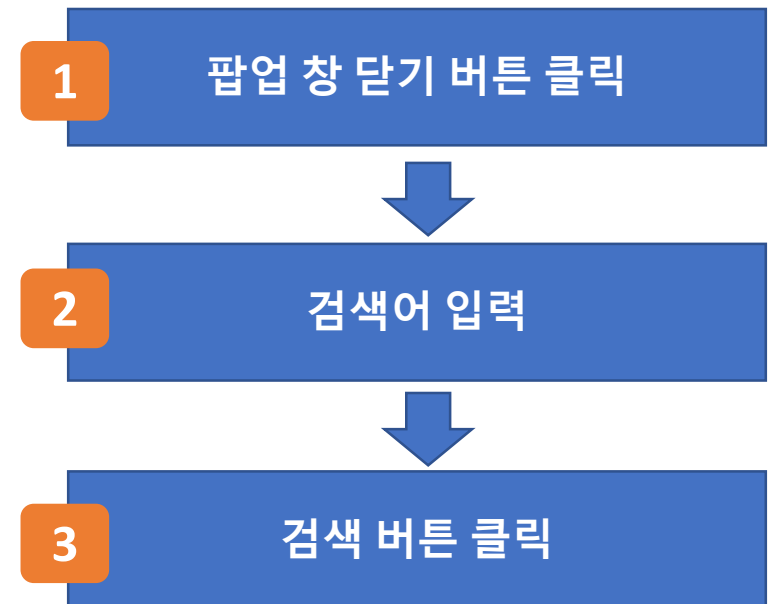 1
팝업 창 닫기 버튼 클릭
2
검색어 입력
3
검색 버튼 클릭